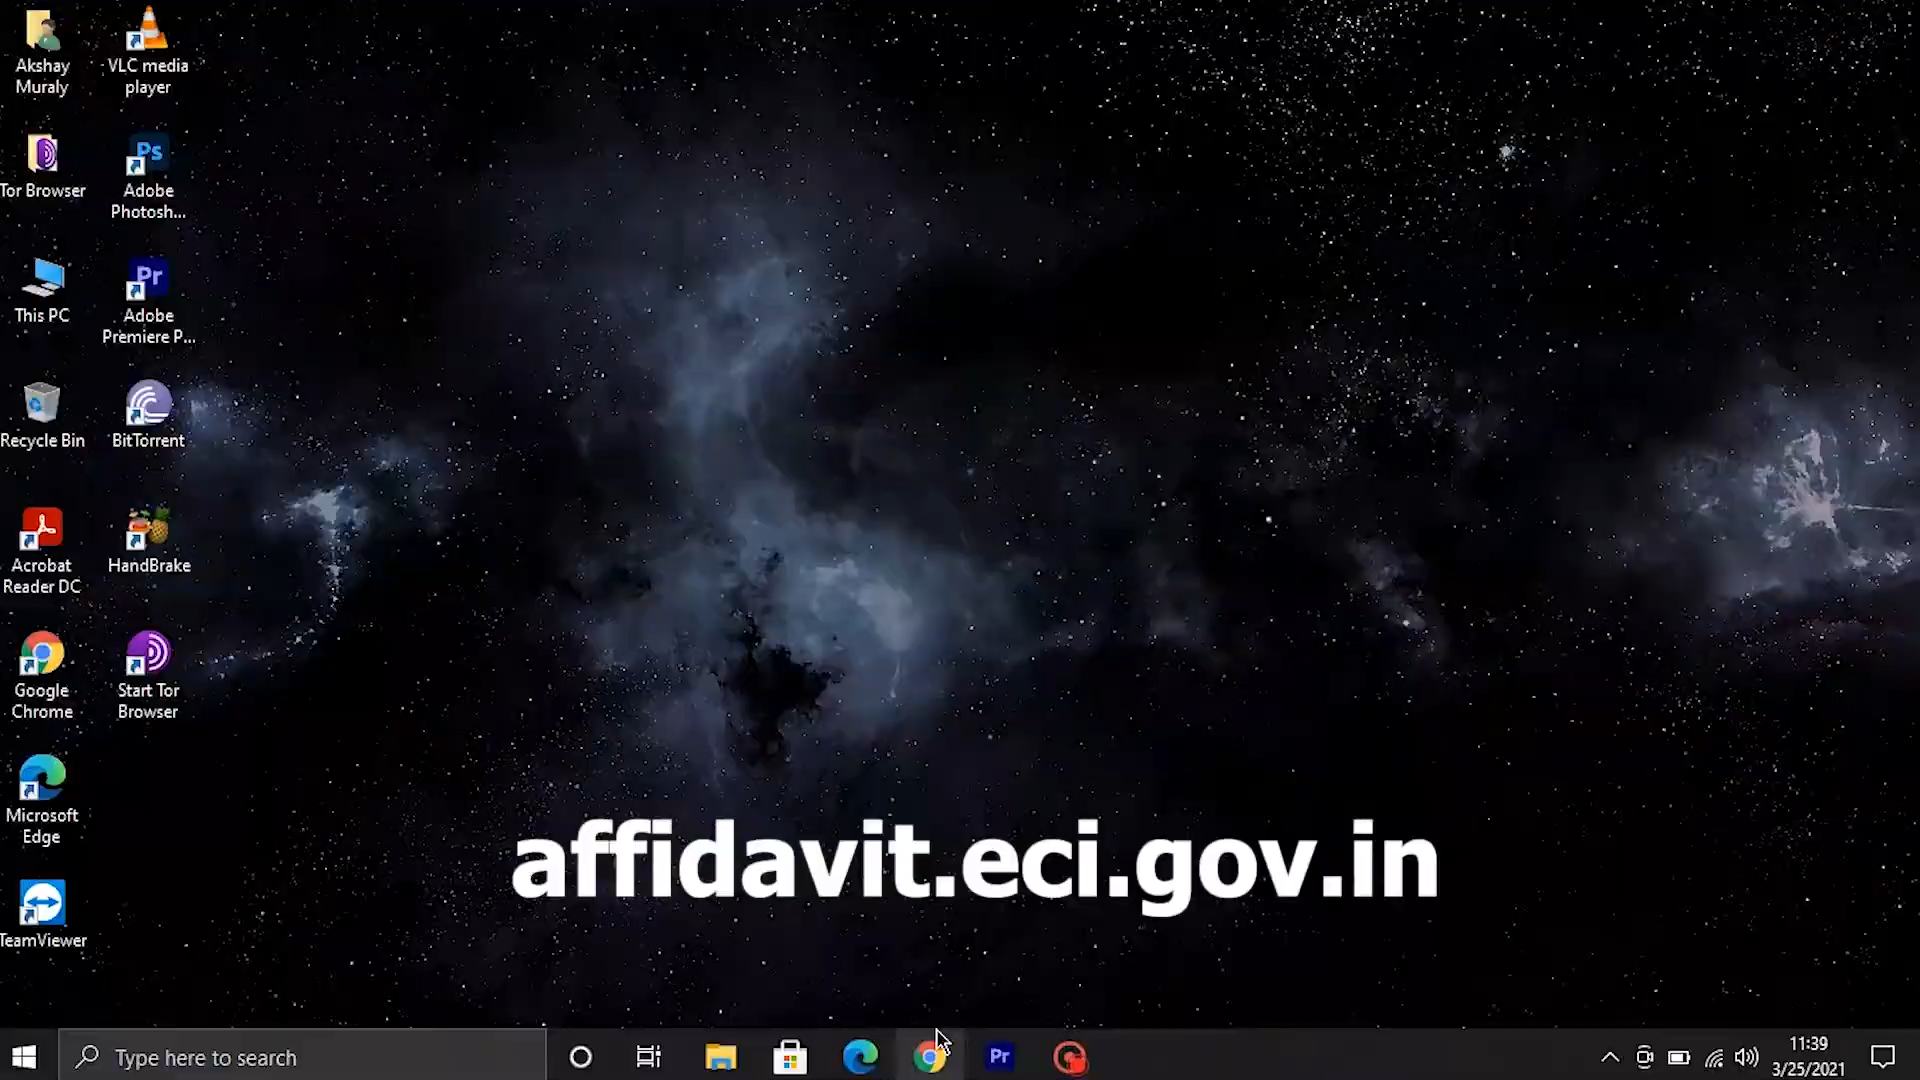 Akshay
Muraly
VLC media
player
Tor Browser
Ps
Adobe
Photosh...
This PC
Pr
Adobe
Premiere P...
Recycle Bin
BitTorrent
Acrobat
Reader DC
HandBrake
Google
Chrome
Start Tor
Browser
Microsoft
Edge
TeamViewer
affidavit.eci.gov.in
Type here to search
Pr
11:39
3/25/2021